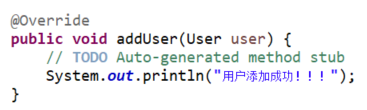 @Override
public void addUser(User user) {
    // TODO Auto-generated method stub
    System.out.println("用户添加成功！！！");
}